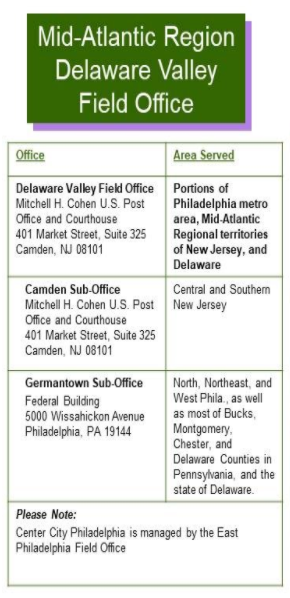 Mid-Atlantic Region
Delaware Valley
Field Office
Office
Area Served
Delaware Valley Field Office
Mitchell H. Cohen U.S. Post
Office and Courthouse
401 Market Street, Suite 325
Camden, NJ 08101
Portions of
Philadelphia metro
area, Mid-Atlantic
Regional territories
of New Jersey, and
Delaware
Camden Sub-Office
Mitchell H. Cohen U.S. Post
Office and Courthouse
401 Market Street, Suite 325
Camden, NJ 08101
Central and Southern
New Jersey
Germantown Sub-Office
Federal Building
5000 Wissahickon Avenue
Philadelphia, PA 19144
North, Northeast, and
West Phila., as well
as most of Bucks,
Montgomery,
Chester, and
Delaware Counties in
Pennsylvania, and the
state of Delaware.
Please Note:
Center City Philadelphia is managed by the East
Philadelphia Field Office